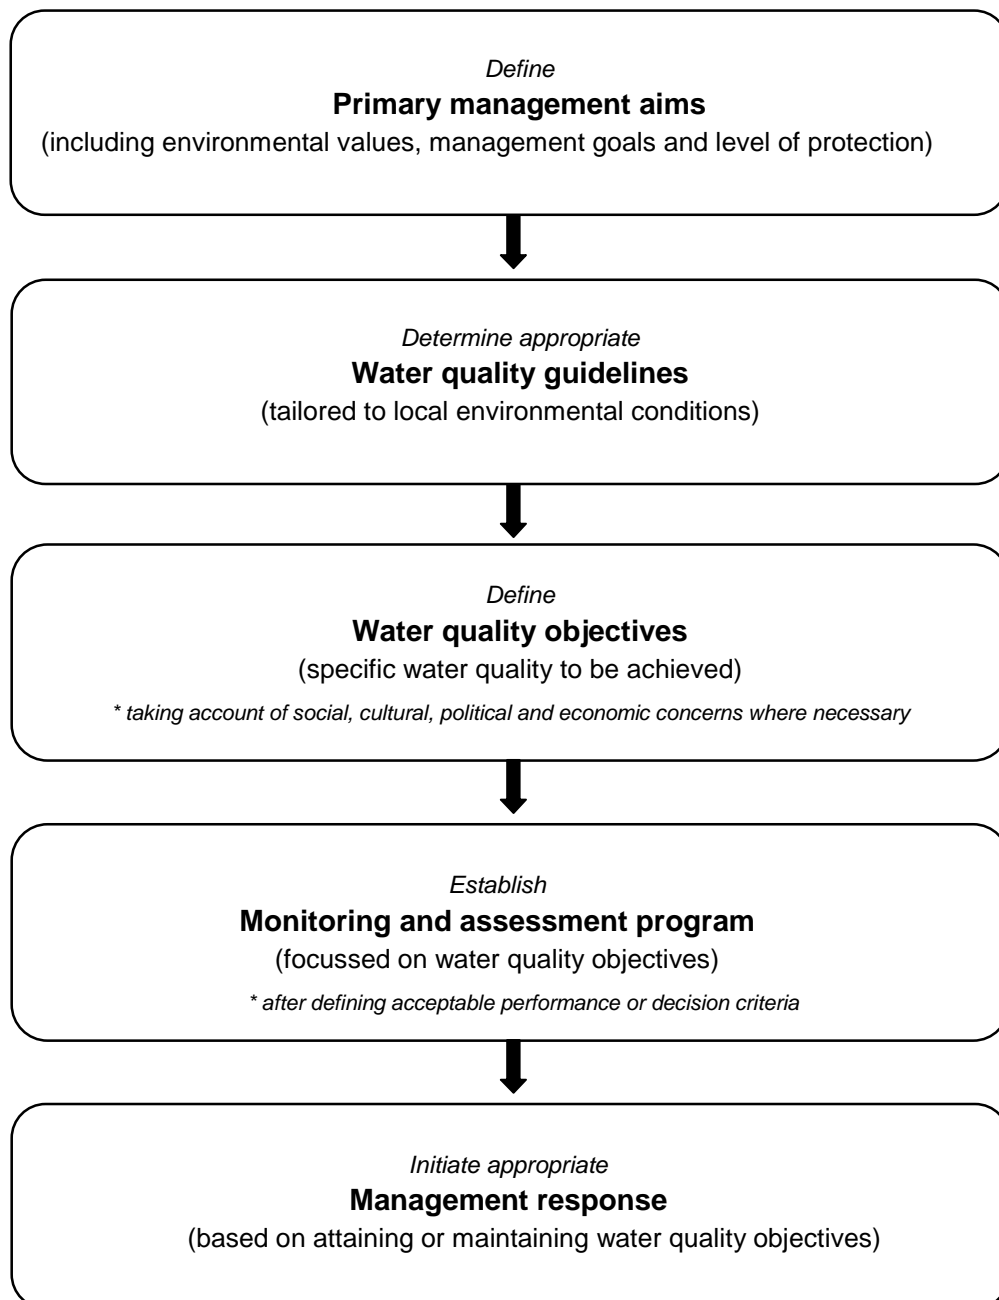 Define
Primary management aims
(including environmental values, management goals and level of protection)
Determine appropriate
Water quality guidelines
(tailored to local environmental conditions)
Define
Water quality objectives
(specific water quality to be achieved)
* taking account of social, cultural, political and economic concerns where necessary
Establish
Monitoring and assessment program
(focussed on water quality objectives)
* after defining acceptable performance or decision criteria
Initiate appropriate
Management response
(based on attaining or maintaining water quality objectives)